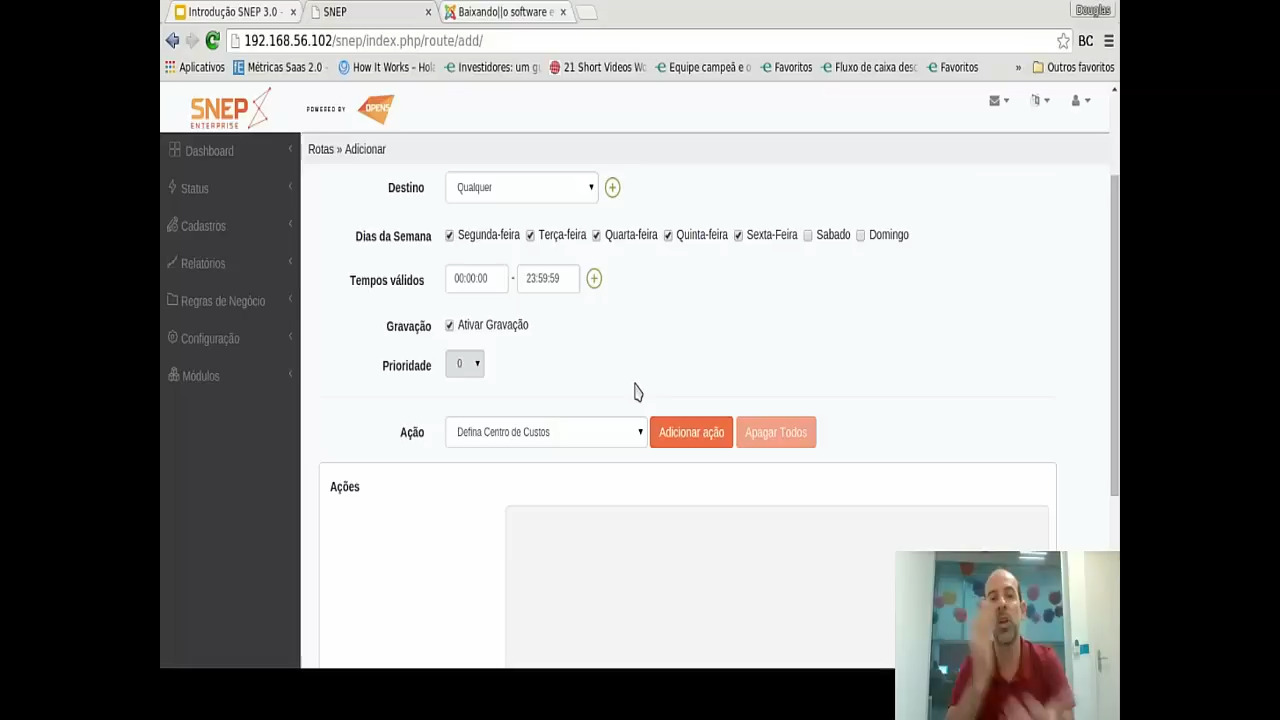 Introdução SNEP 3.0 - x
SNEP x
Baixando||o software e x
Douglas
192.168.56.102/snep/index.php/route/add/
BC
Aplicativos
Métricas Saas 2.0 -
How It Works – Hol
Investidores: um g
21 Short Videos W
Equipe campeã e o
Favoritos
Fluxo de caixa desc
Favoritos
»
Outros favoritos
SNEP
ENTERPRISE
POWERED BY
OPENS
Dashboard
Status
Cadastros
Relatórios
Regras de Negócio
Configuração
Módulos
Rotas » Adicionar
Destino Qualquer
Dias da Semana Segunda-feira Terça-feira Quarta-feira Quinta-feira Sexta-Feira Sabado Domingo
Tempos válidos 00:00:00 - 23:59:59
Gravação Ativar Gravação
Prioridade 0
Ação Defina Centro de Custos Adicionar ação Apagar Todos
Ações